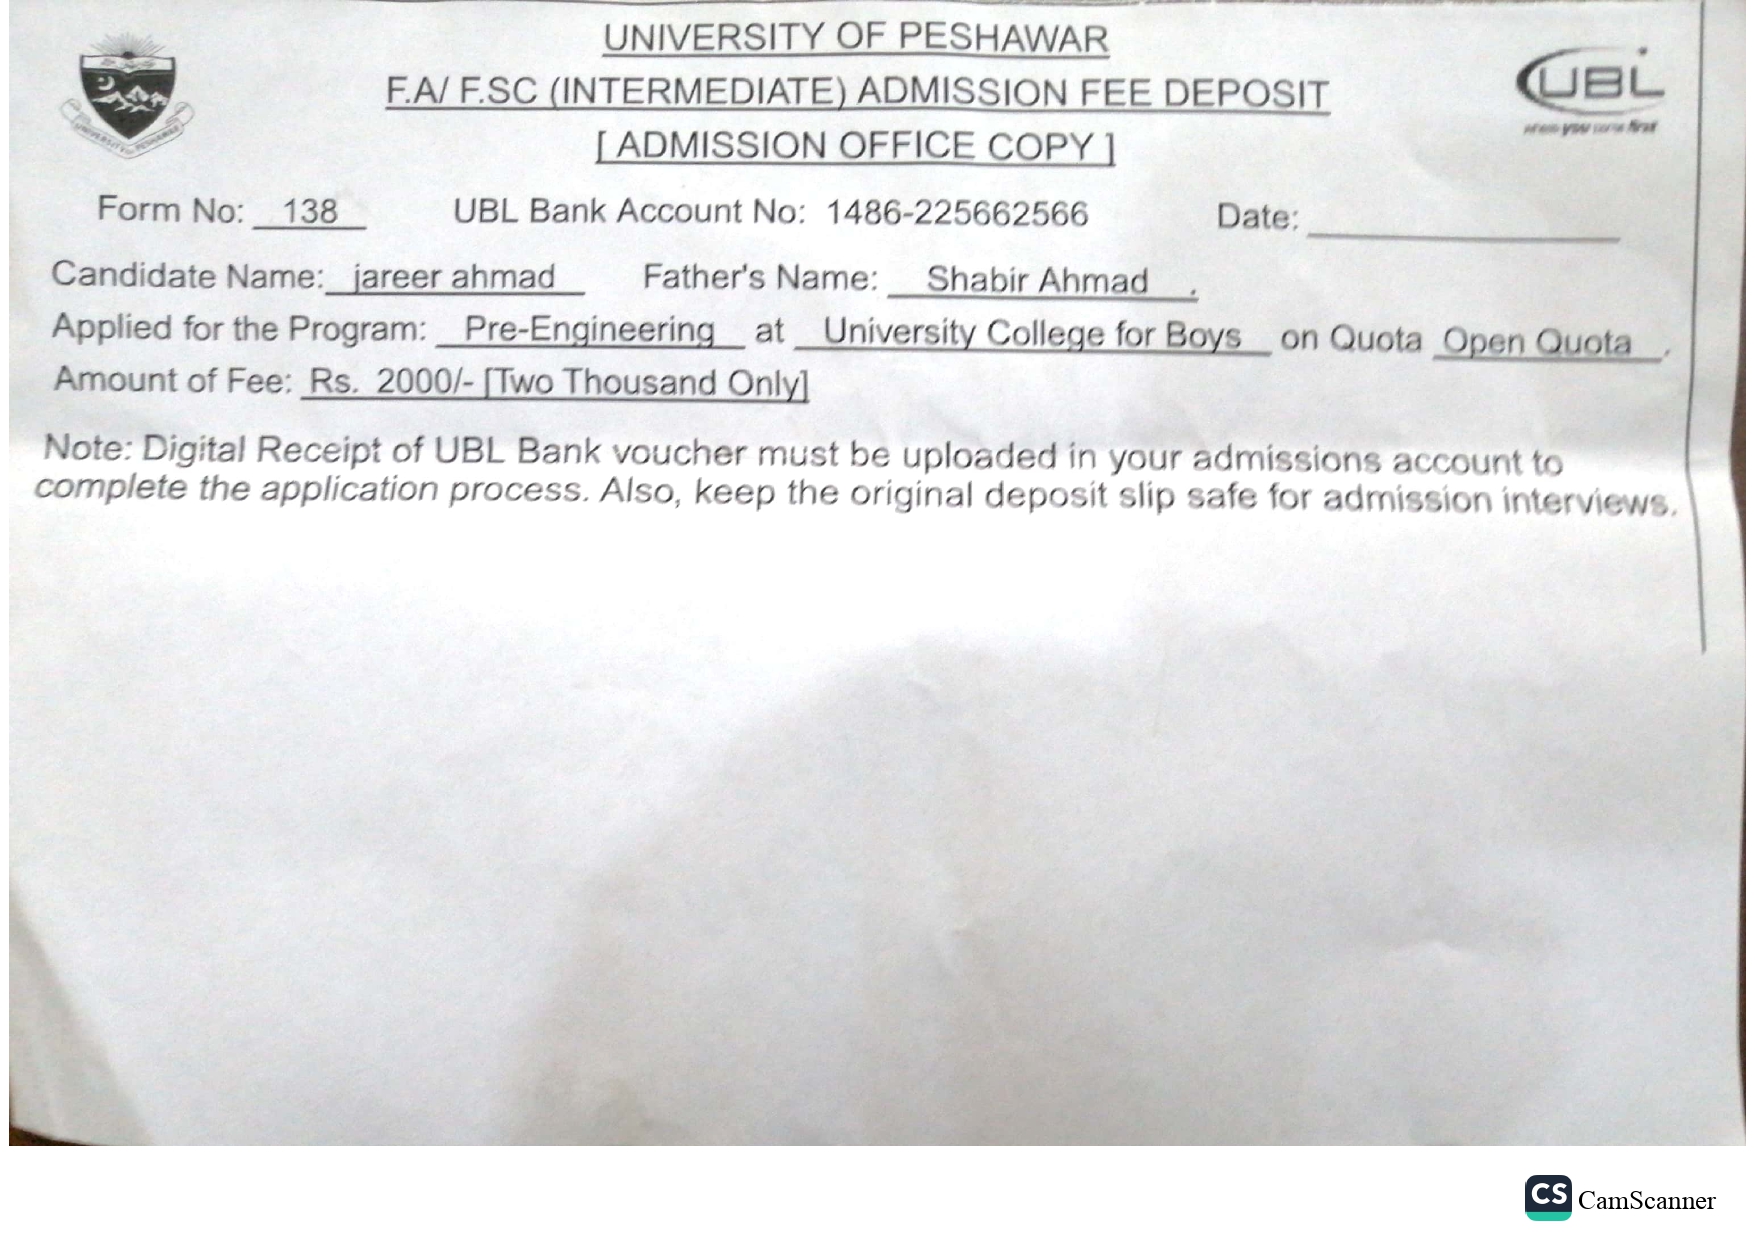 UNIVERSITY OF PESHAWAR
F.A/ F.SC (INTERMEDIATE) ADMISSION FEE DEPOSIT
[ ADMISSION OFFICE COPY ]
UNIVERSITY OF PESHAWAR
UBL
where you come first
Form No: 138 UBL Bank Account No: 1486-225662566 Date:
Candidate Name: jareer ahmad Father's Name: Shabir Ahmad .
Applied for the Program: Pre-Engineering at University College for Boys on Quota Open Quota .
Amount of Fee: Rs. 2000/- [Two Thousand Only]
Note: Digital Receipt of UBL Bank voucher must be uploaded in your admissions account to
complete the application process. Also, keep the original deposit slip safe for admission interviews.
CS CamScanner